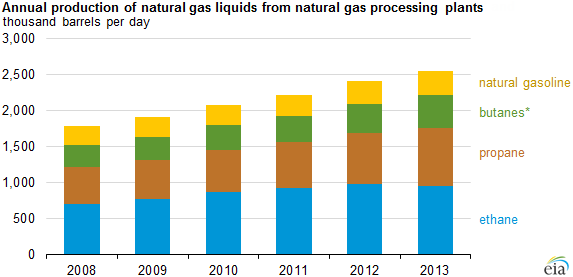 Annual production of natural gas liquids from natural gas processing plants
thousand barrels per day
3,000
2,500
2,000
1,500
1,000
500
0
2008 2009 2010 2011 2012 2013
natural gasoline
butanes*
propane
ethane
eia